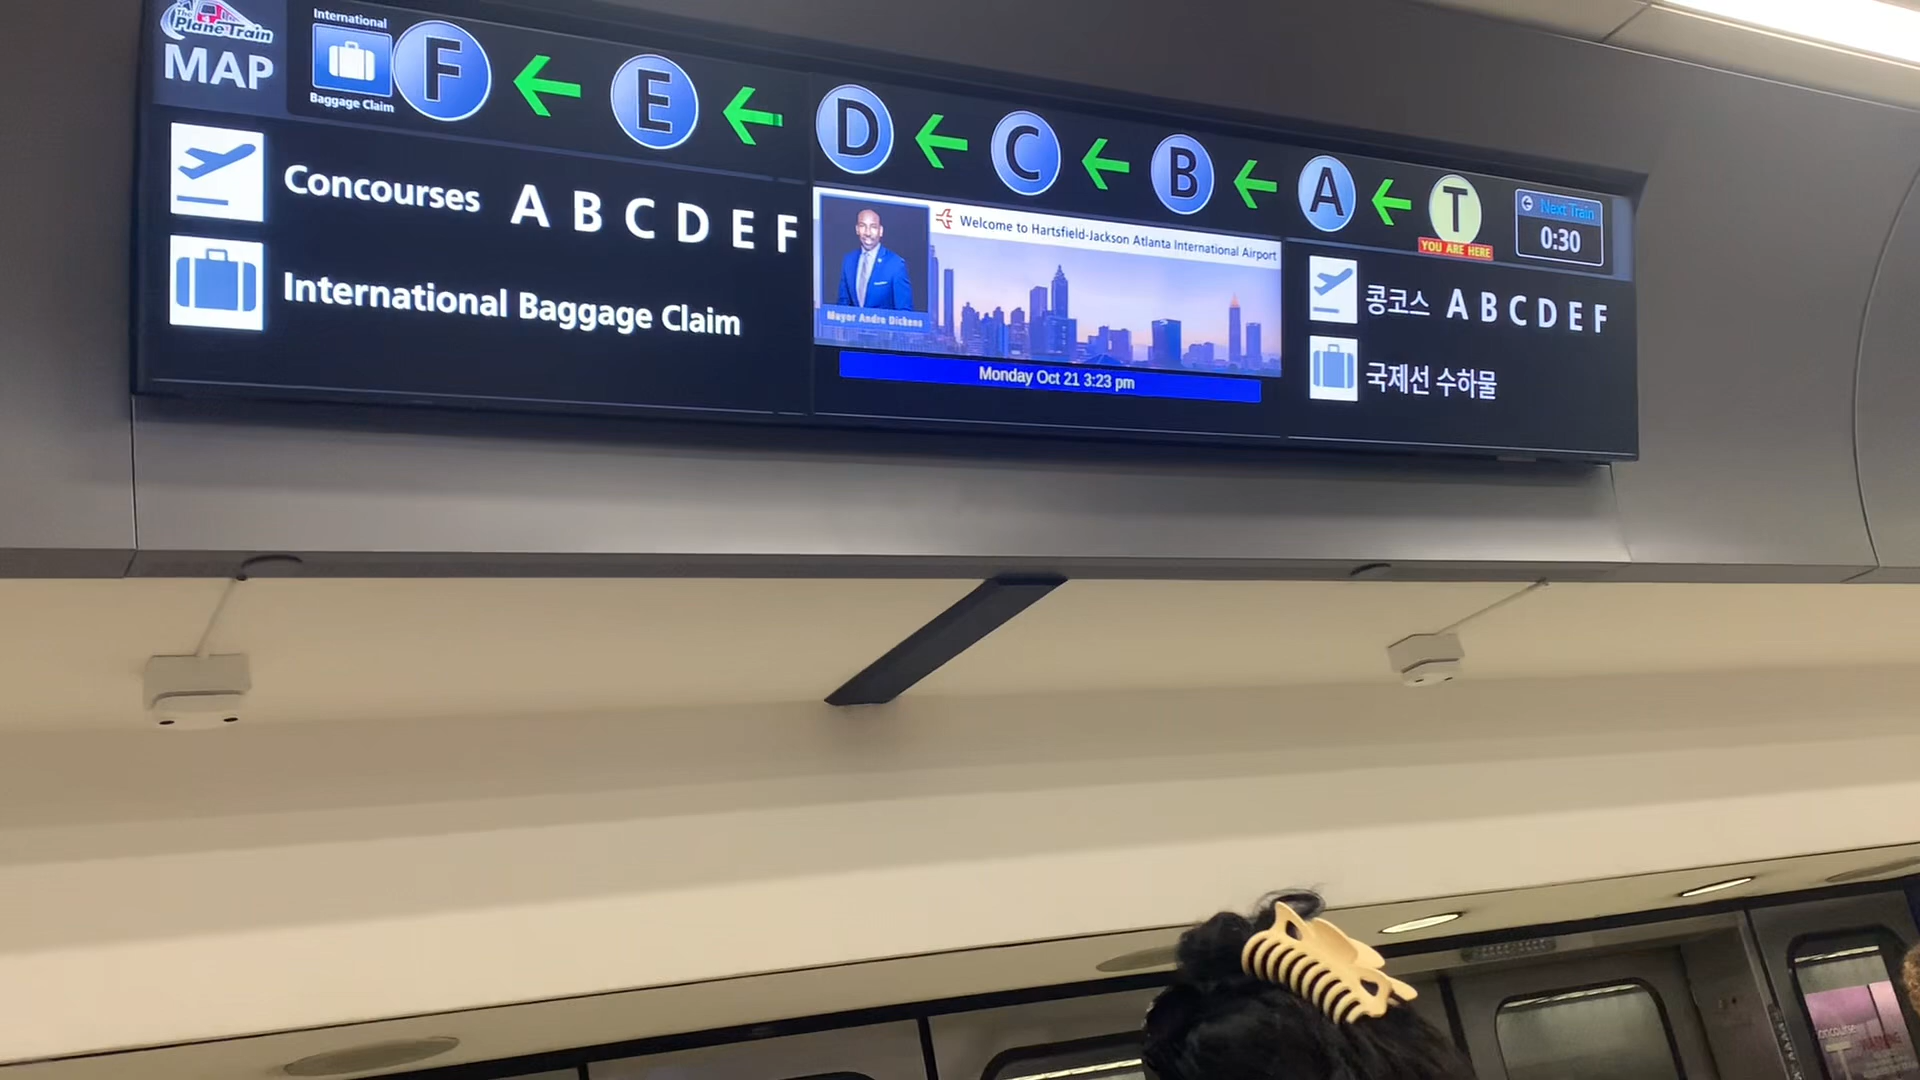 The Plane Train
MAP
International
Baggage Claim
F E D C B A T
YOU ARE HERE
Next Train
0:30
Concourses A B C D E F
International Baggage Claim
Welcome to Hartsfield-Jackson Atlanta International Airport
Mayor Andre Dickens
Monday Oct 21 3:23 pm
콩코스 A B C D E F
국제선 수하물
concourse
T
WARNING